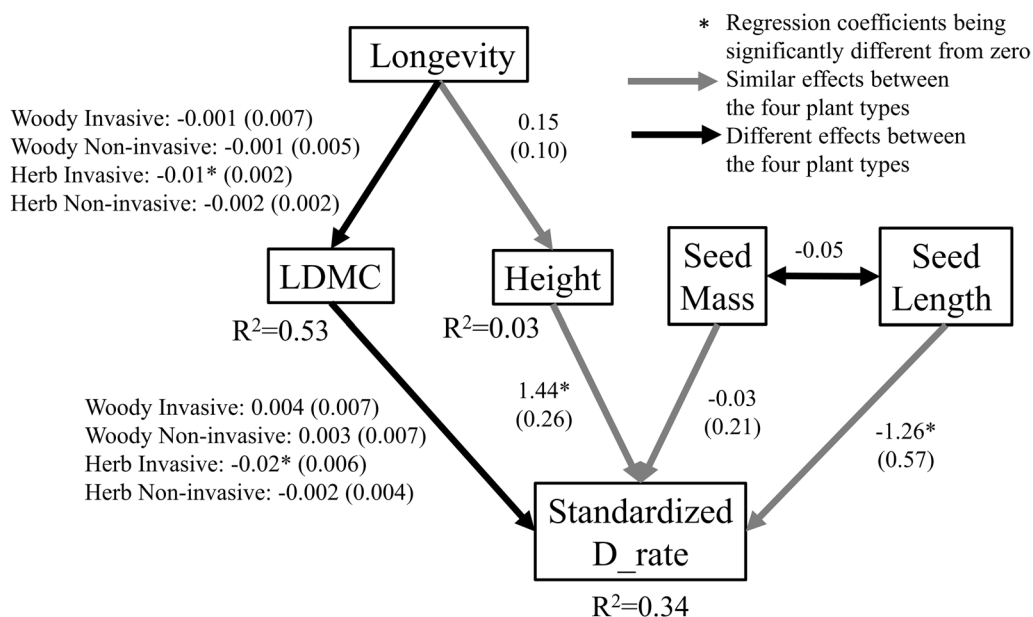 * Regression coefficients being
significantly different from zero
Similar effects between
the four plant types
Different effects between
the four plant types
Longevity
Woody Invasive: -0.001 (0.007)
Woody Non-invasive: -0.001 (0.005)
Herb Invasive: -0.01* (0.002)
Herb Non-invasive: -0.002 (0.002)
0.15
(0.10)
LDMC
R²=0.53
Height
R²=0.03
Seed
Mass
-0.05
Seed
Length
Woody Invasive: 0.004 (0.007)
Woody Non-invasive: 0.003 (0.007)
Herb Invasive: -0.02* (0.006)
Herb Non-invasive: -0.002 (0.004)
1.44*
(0.26)
-0.03
(0.21)
-1.26*
(0.57)
Standardized
D_rate
R²=0.34